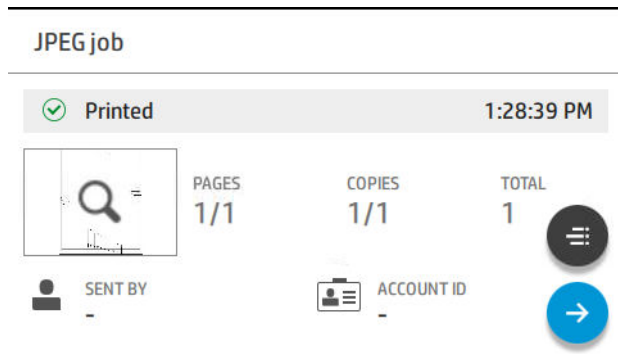 JPEG job
Printed 1:28:39 PM
PAGES COPIES TOTAL
1/1 1/1 1
SENT BY ACCOUNT ID
- -